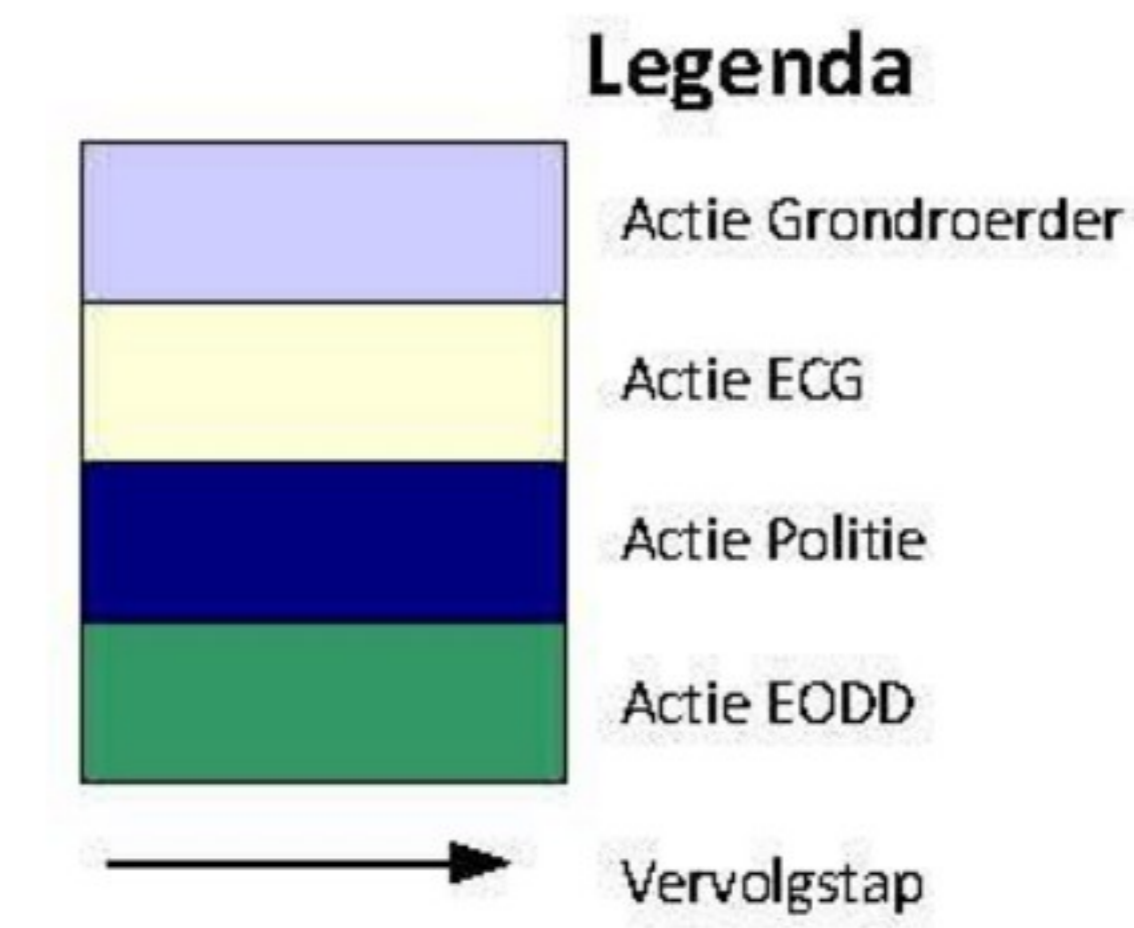 Legenda
Actie Grondroerder
Actie ECG
Actie Politie
Actie EODD
Vervolgstap